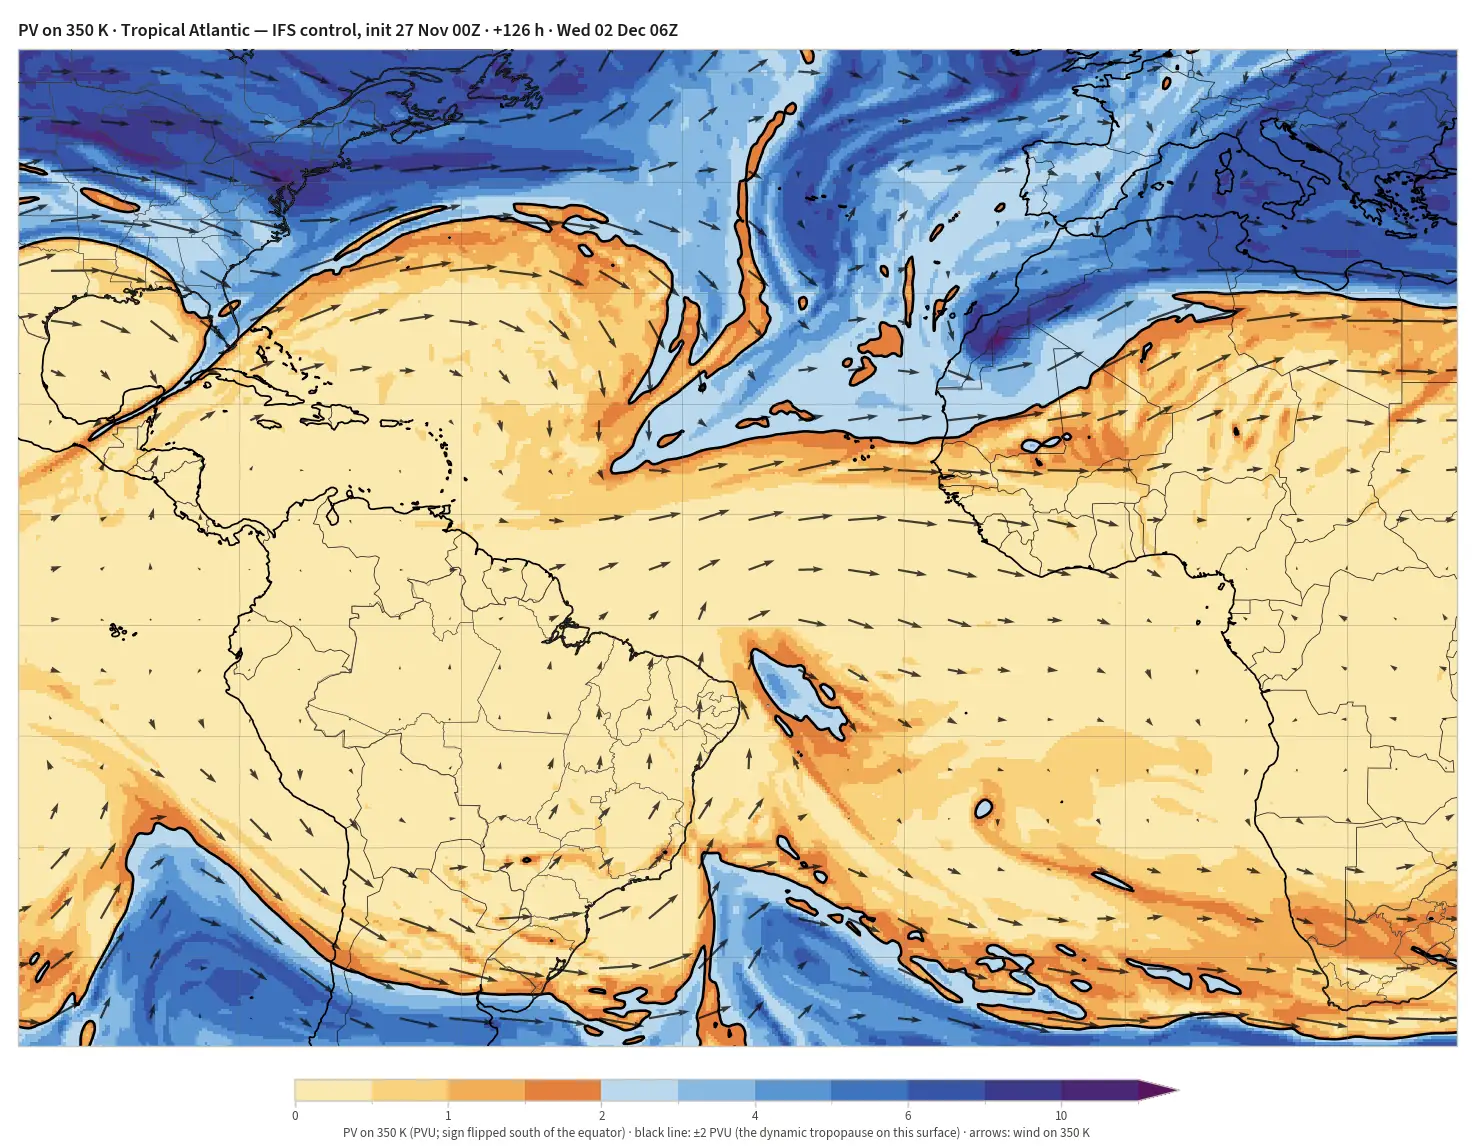 PV on 350 K · Tropical Atlantic — IFS control, init 27 Nov 00Z · +126 h · Wed 02 Dec 06Z
0 1 2 4 6 10
PV on 350 K (PVU; sign flipped south of the equator) · black line: ±2 PVU (the dynamic tropopause on this surface) · arrows: wind on 350 K